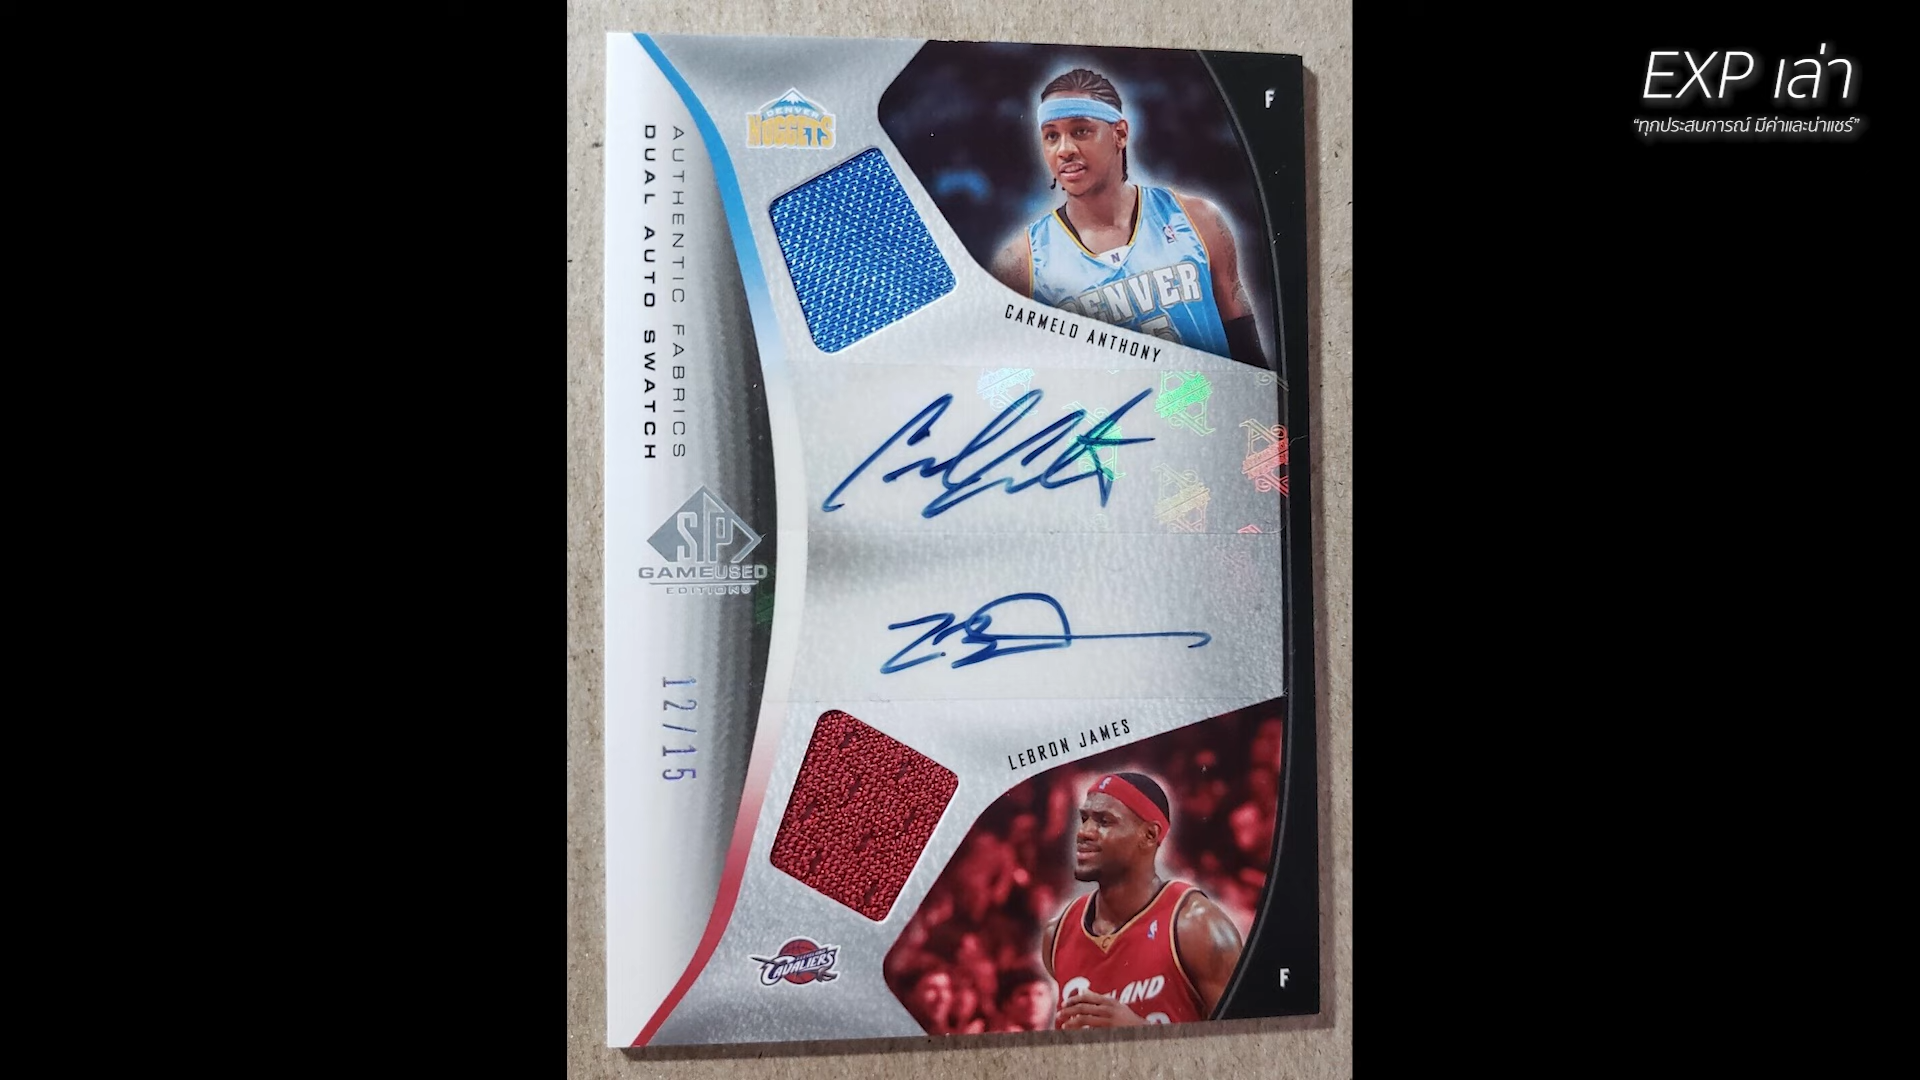 EXP เล่า
“ทุกประสบการณ์ มีค่าและน่าแชร์”
AUTHENTIC FABRICS
DUAL AUTO SWATCH
SP
GAMEUSED
EDITION
12/15
DENVER
NUGGETS
F
N
DENVER
CARMELO ANTHONY
LEBRON JAMES
CAVALIERS
F